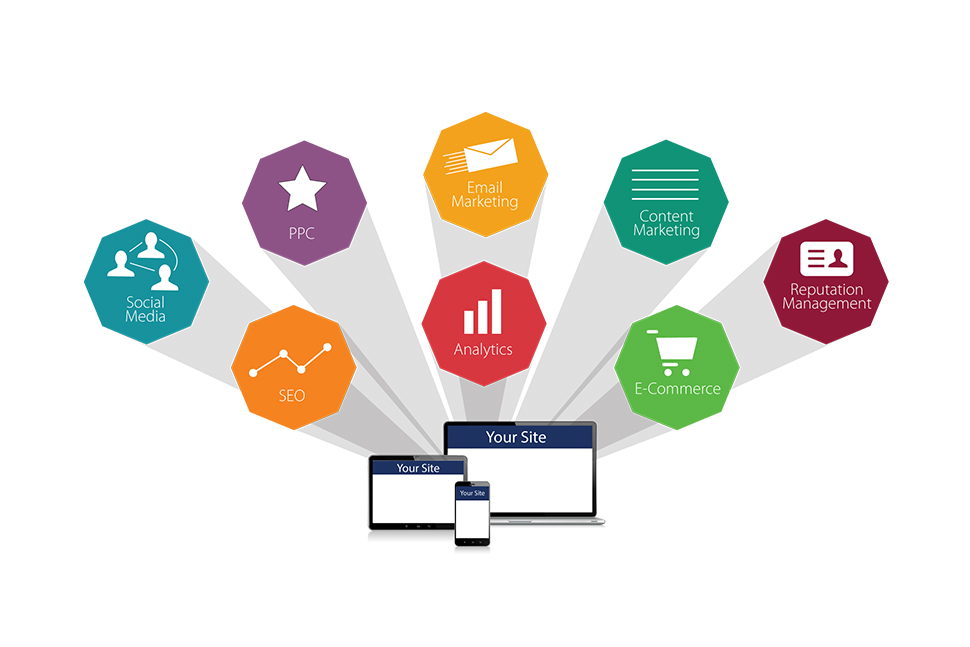 Email
Marketing
PPC
Content
Marketing
Social
Media
Reputation
Management
Analytics
SEO
E-Commerce
Your Site
Your Site
Your Site